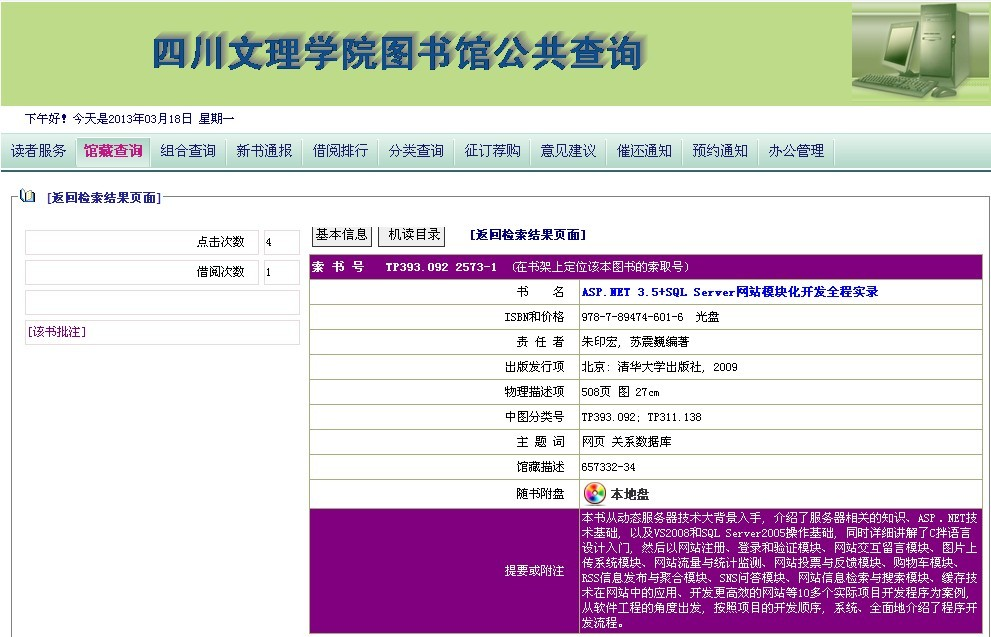 四川文理学院图书馆公共查询
下午好! 今天是2013年03月18日 星期一
读者服务 馆藏查询 组合查询 新书通报 借阅排行 分类查询 征订荐购 意见建议 催还通知 预约通知 办公管理
[返回检索结果页面]
点击次数 4
借阅次数 1
[该书批注]
基本信息 机读目录 [返回检索结果页面]
索 书 号 TP393.092 2573-1 (在书架上定位该本图书的索取号)
书 名 ASP.NET 3.5+SQL Server网站模块化开发全程实录
ISBN和价格 978-7-89474-601-6 光盘
责 任 者 朱印宏, 苏震巍编著
出版发行项 北京: 清华大学出版社, 2009
物理描述项 508页 图 27cm
中图分类号 TP393.092; TP311.138
主 题 词 网页 关系数据库
馆藏描述 657332-34
随书附盘 本地盘
提要或附注
本书从动态服务器技术大背景入手, 介绍了服务器相关的知识、ASP．NET技
术基础, 以及VS2008和SQL Server2005操作基础, 同时详细讲解了C拌语言
设计入门, 然后以网站注册、登录和验证模块、网站交互留言模块、图片上
传系统模块、网站流量与统计监测、网站投票与反馈模块、购物车模块、
RSS信息发布与聚合模块、SNS问答模块、网站信息检索与搜索模块、缓存技
术在网站中的应用、开发更高效的网站等10多个实际项目开发程序为案例,
从软件工程的角度出发, 按照项目的开发顺序, 系统、全面地介绍了程序开
发流程。